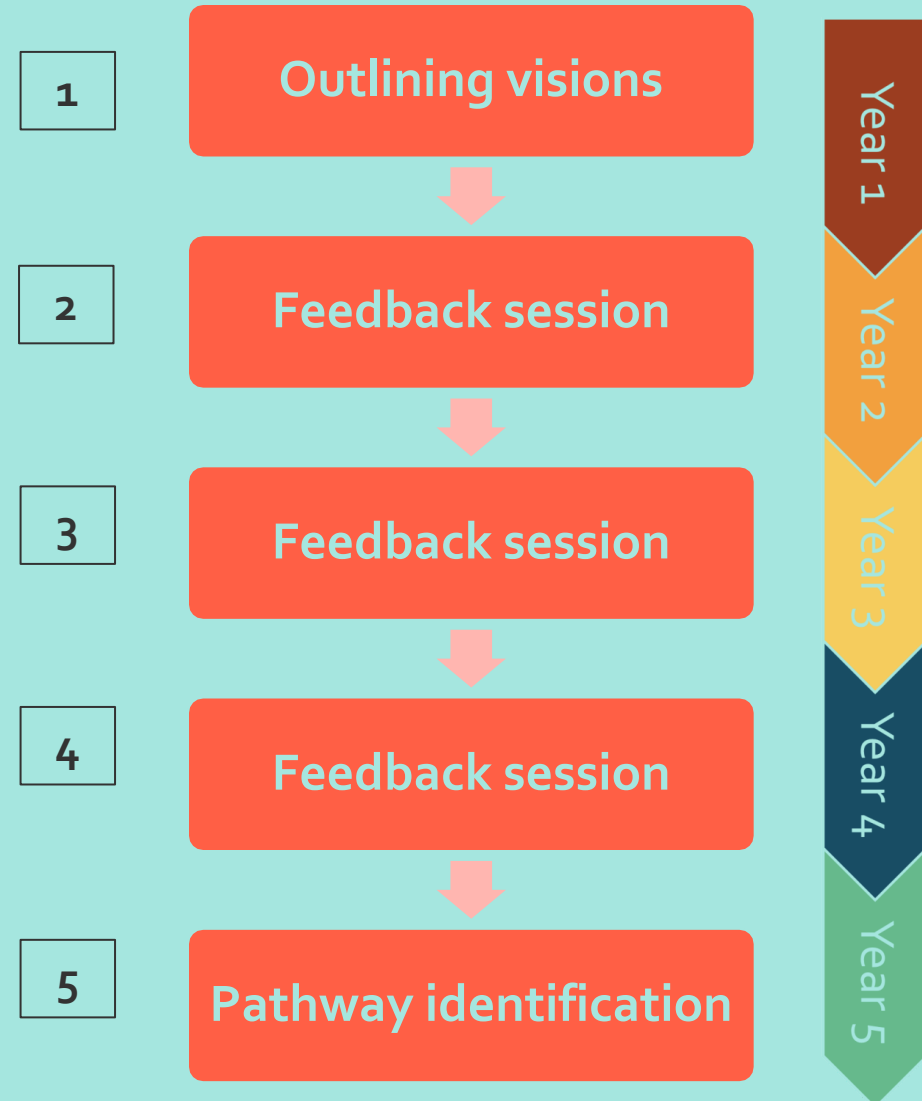 1
Outlining visions
Year 1
2
Feedback session
Year 2
3
Feedback session
Year 3
4
Feedback session
Year 4
5
Pathway identification
Year 5